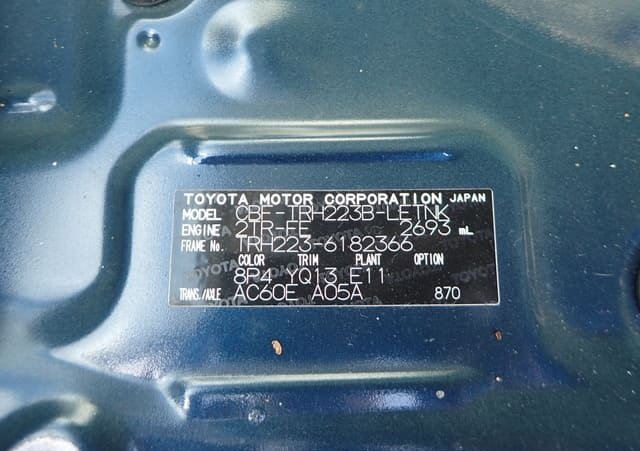 TOYOTA MOTOR CORPORATION JAPAN
MODEL CBF-TRH223B-LETNK
ENGINE 2TR-FE 2693 mL
FRAME No. TRH223-6182366
COLOR TRIM PLANT OPTION
8P4 YQ13 E11
TRANS./AXLE AC60E A05A 870